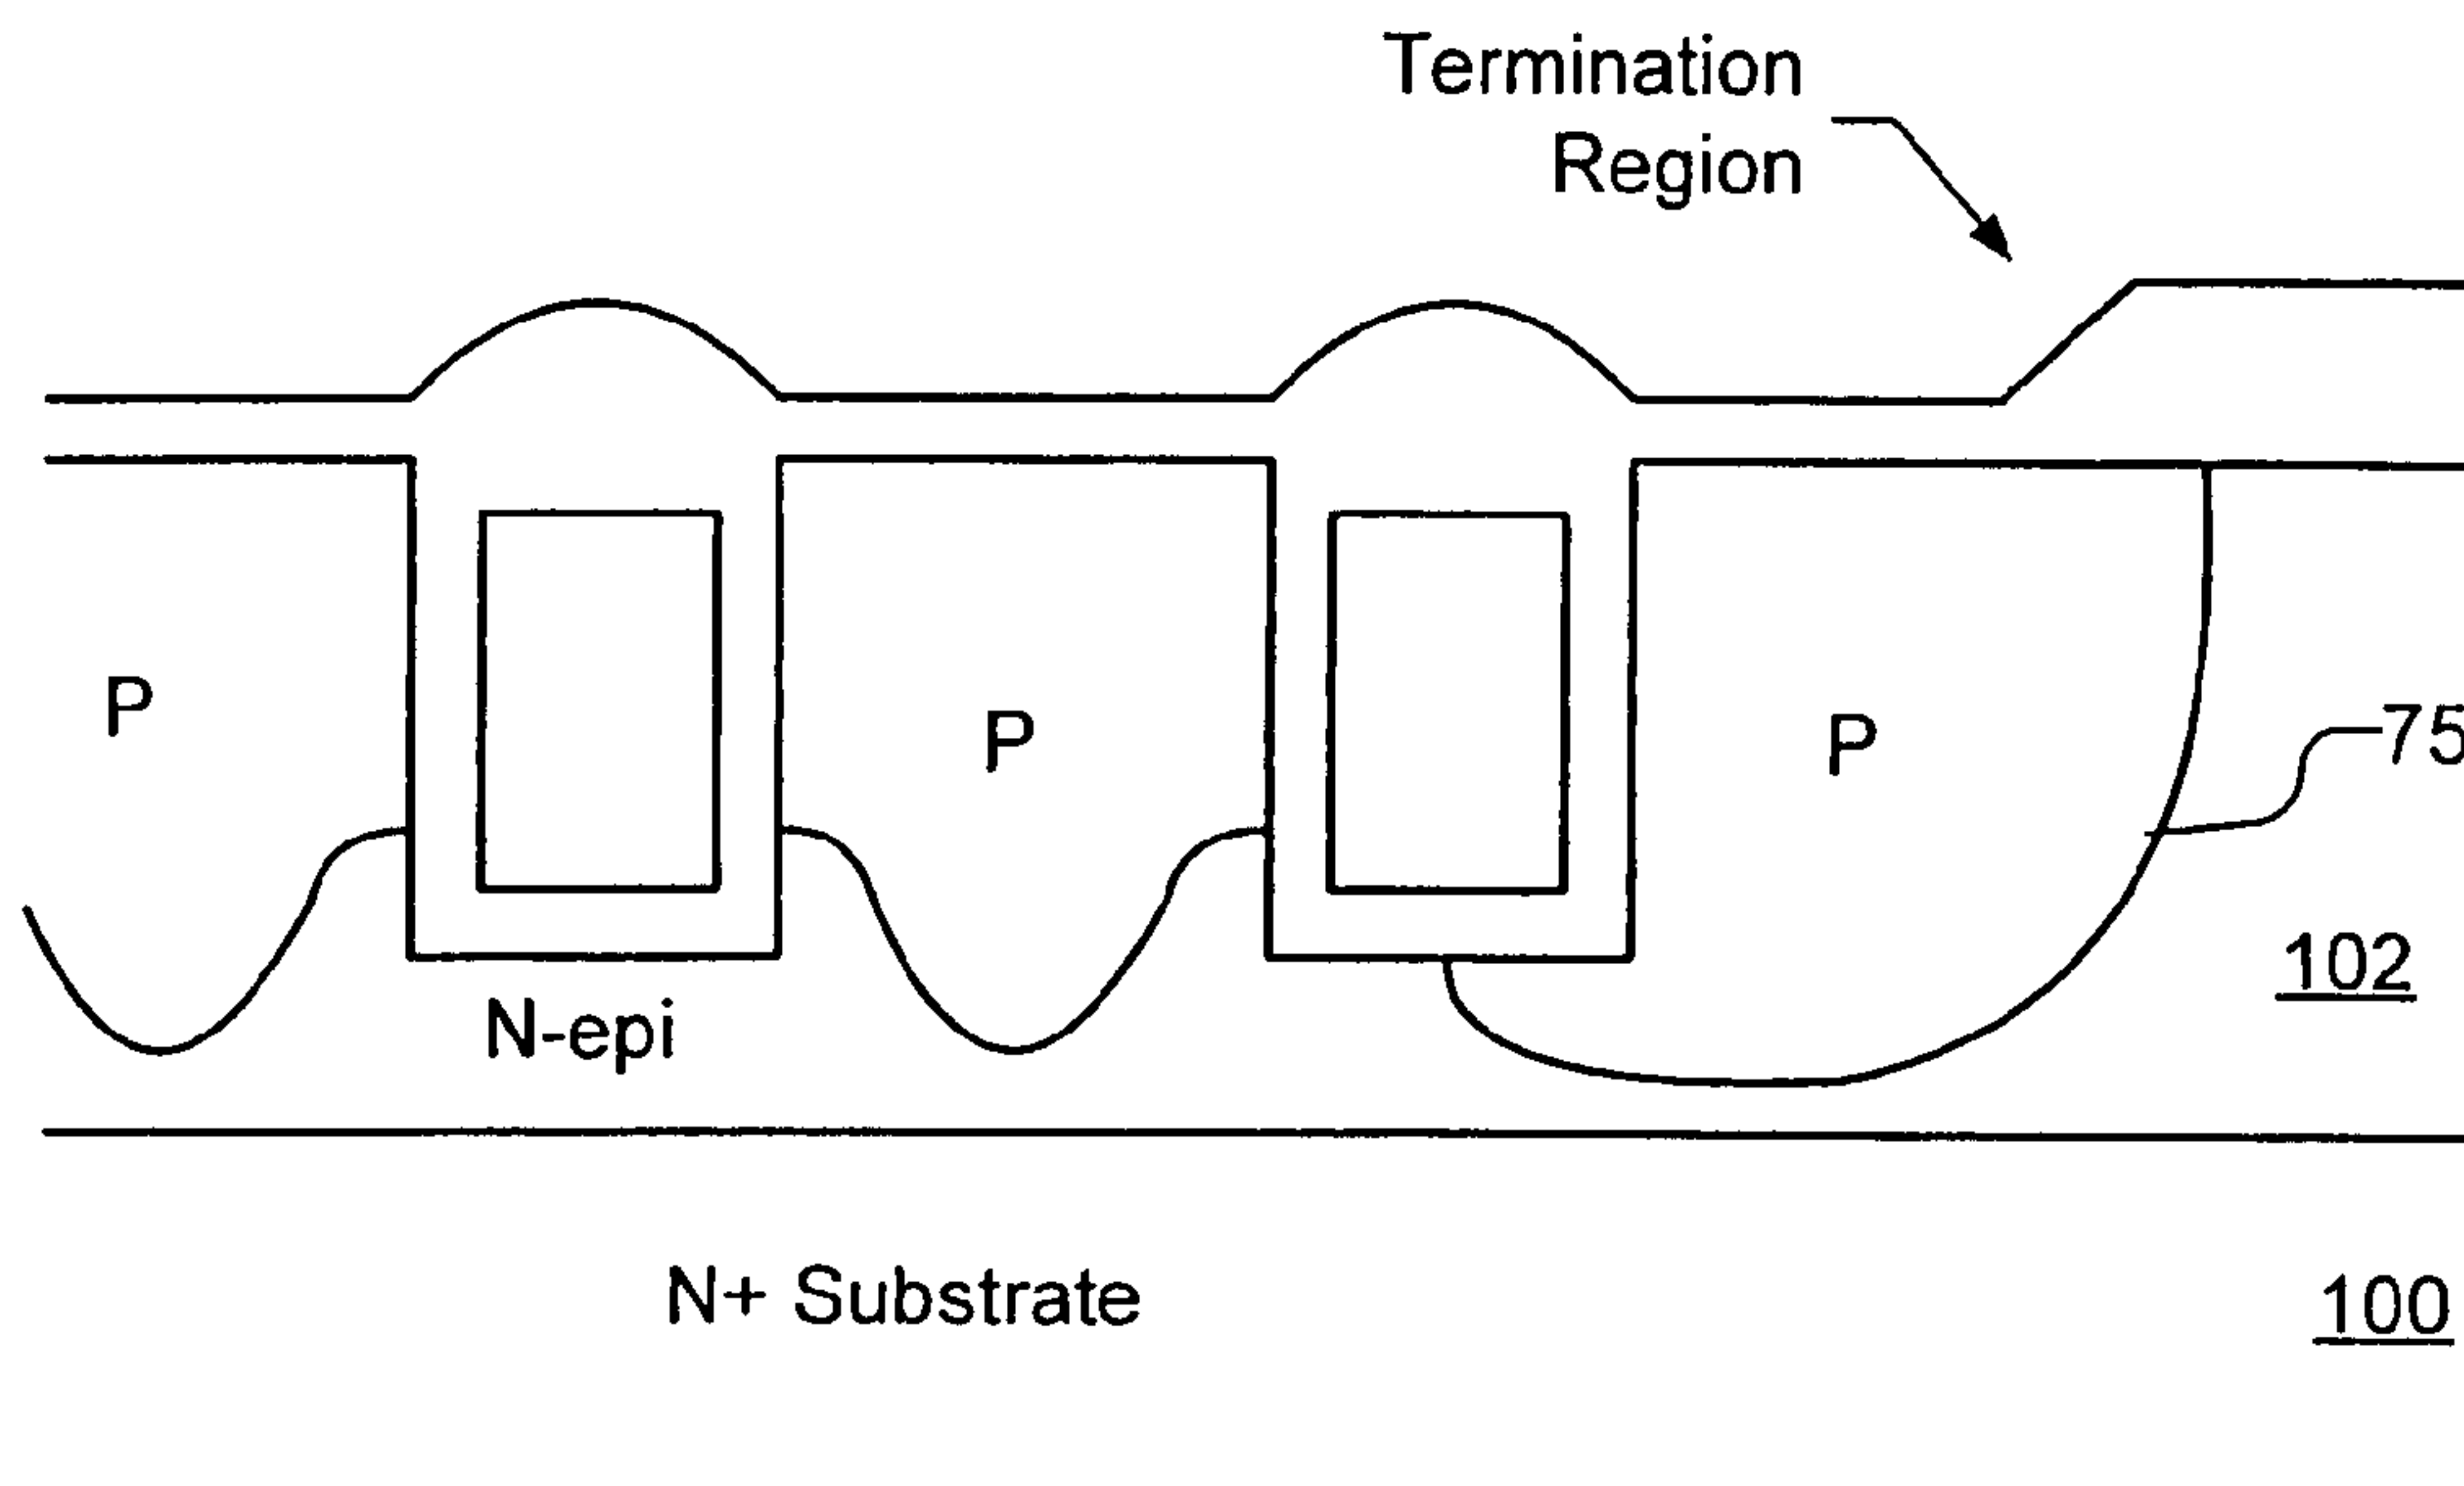 Termination
Region
P
P
P
75
102
N-epi
N+ Substrate
100